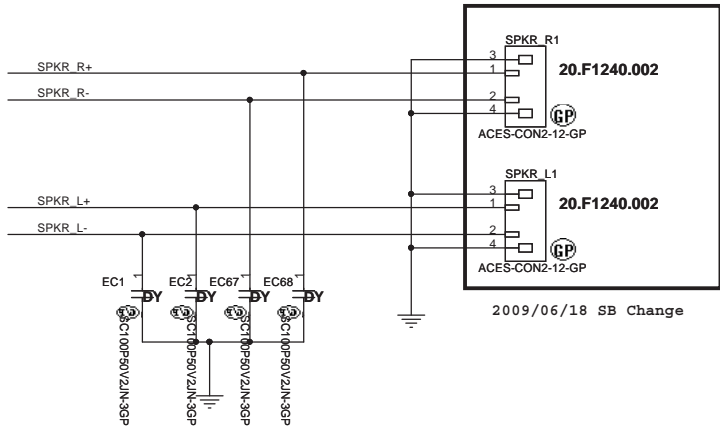 SPKR_R1
SPKR_R+
3
1
20.F1240.002
SPKR_R-
2
4
GP
ACES-CON2-12-GP
SPKR_L1
3
1
20.F1240.002
SPKR_L+
SPKR_L-
2
4
GP
ACES-CON2-12-GP
2009/06/18 SB Change
1
1
1
1
EC1
DY
EC2
DY
EC67
DY
EC68
DY
SC100P50V2JN-3GP
SC100P50V2JN-3GP
SC100P50V2JN-3GP
SC100P50V2JN-3GP